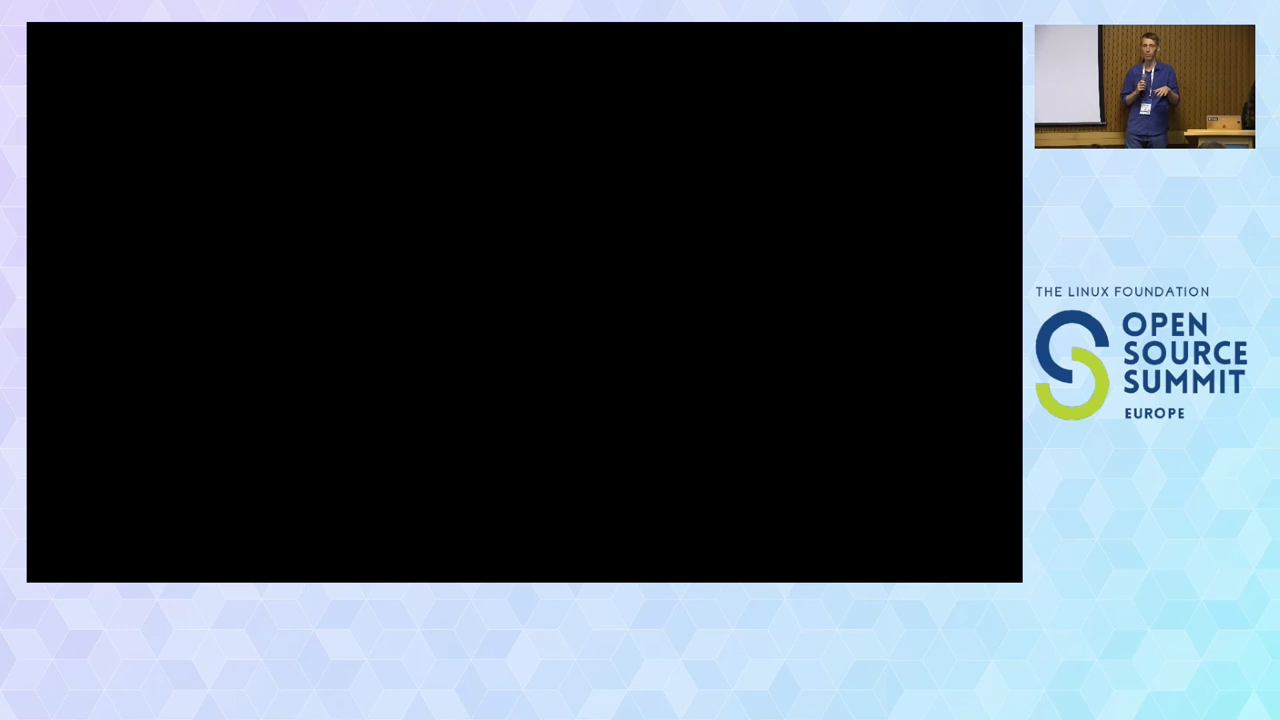 THE LINUX FOUNDATION
OPEN
SOURCE
SUMMIT
EUROPE